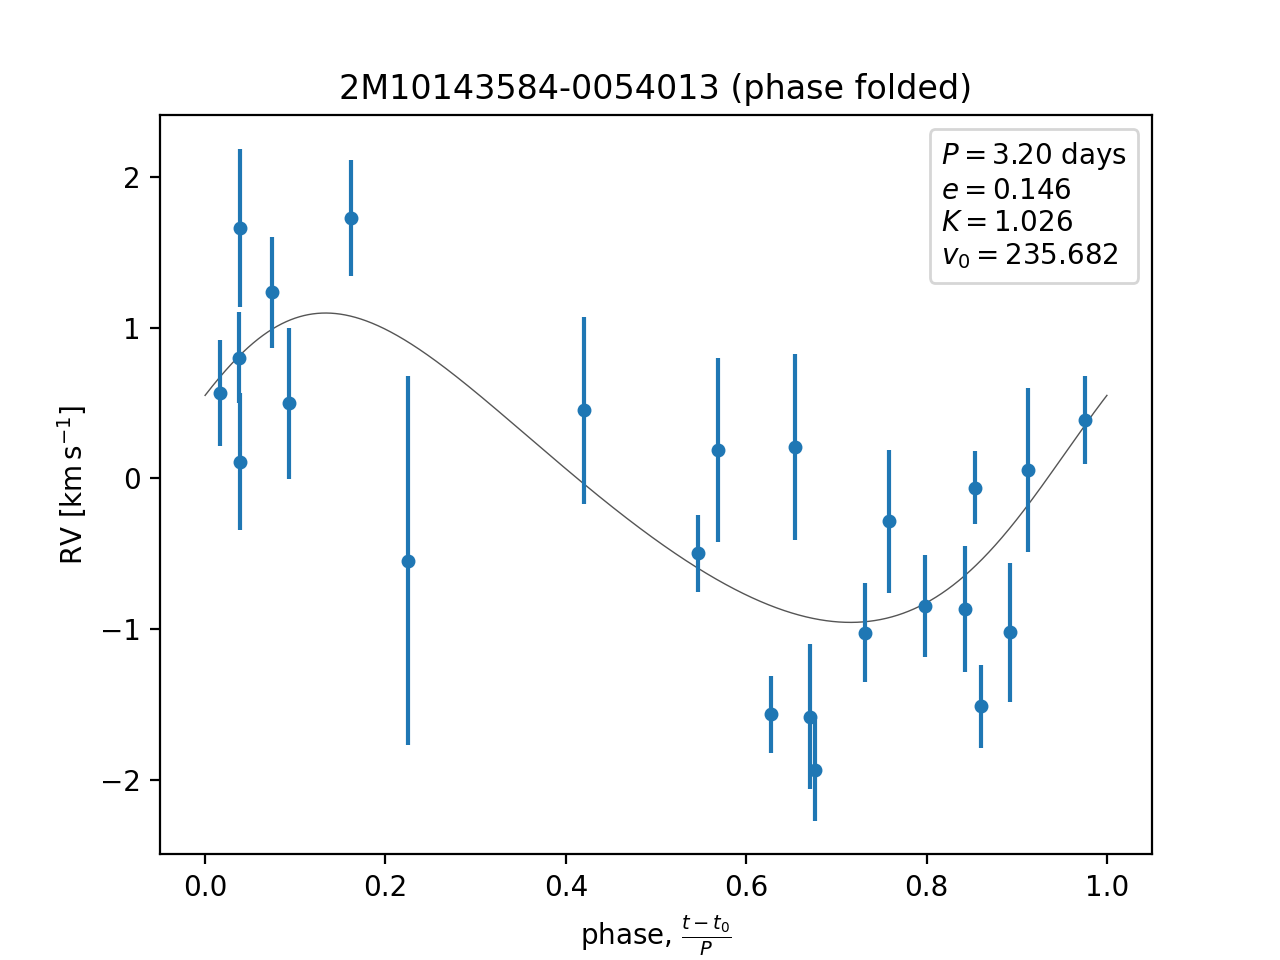 2M10143584-0054013 (phase folded)
P = 3.20 days
e = 0.146
K = 1.026
v₀ = 235.682
RV [km s⁻¹]
2
1
0
−1
−2
0.0 0.2 0.4 0.6 0.8 1.0
phase, (t − t₀)/P